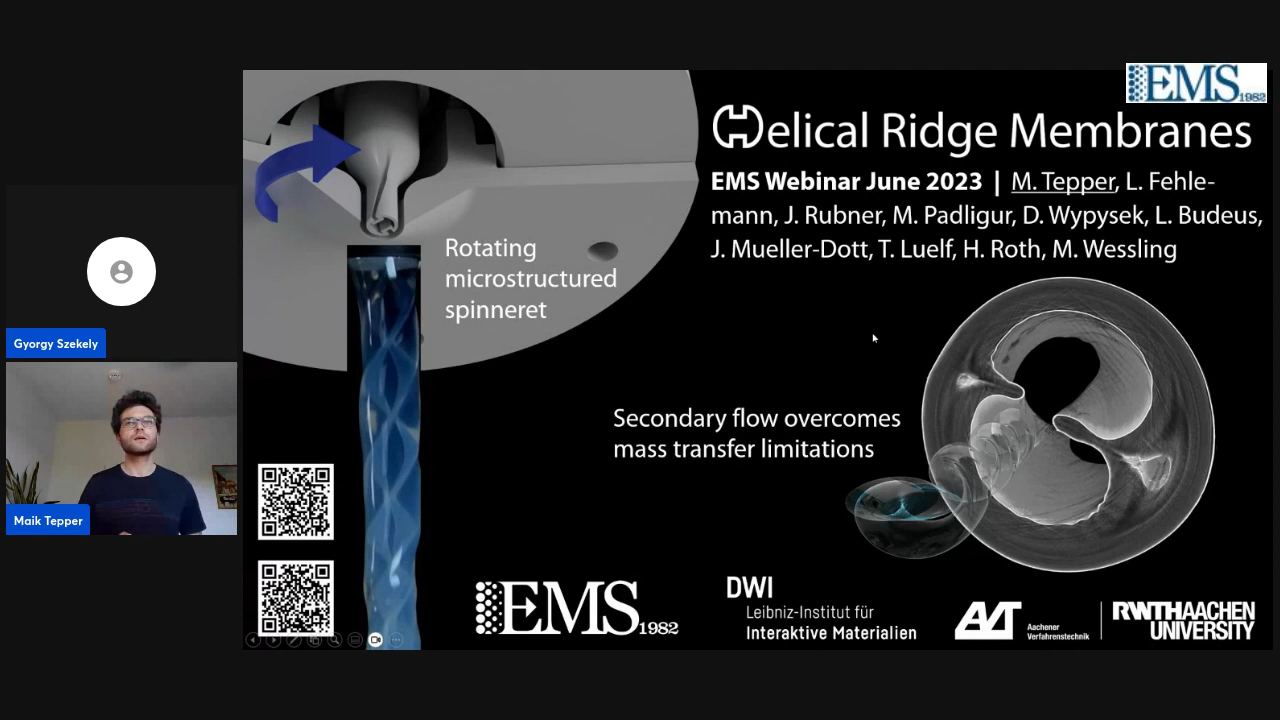 EMS 1982
Helical Ridge Membranes
EMS Webinar June 2023 | M. Tepper, L. Fehle-
mann, J. Rubner, M. Padligur, D. Wypysek, L. Budeus,
J. Mueller-Dott, T. Luelf, H. Roth, M. Wessling
Rotating
microstructured
spinneret
Gyorgy Szekely
Secondary flow overcomes
mass transfer limitations
Maik Tepper
EMS 1982
DWI
Leibniz-Institut für
Interaktive Materialien
AVT
Aachener
Verfahrenstechnik
RWTHAACHEN
UNIVERSITY